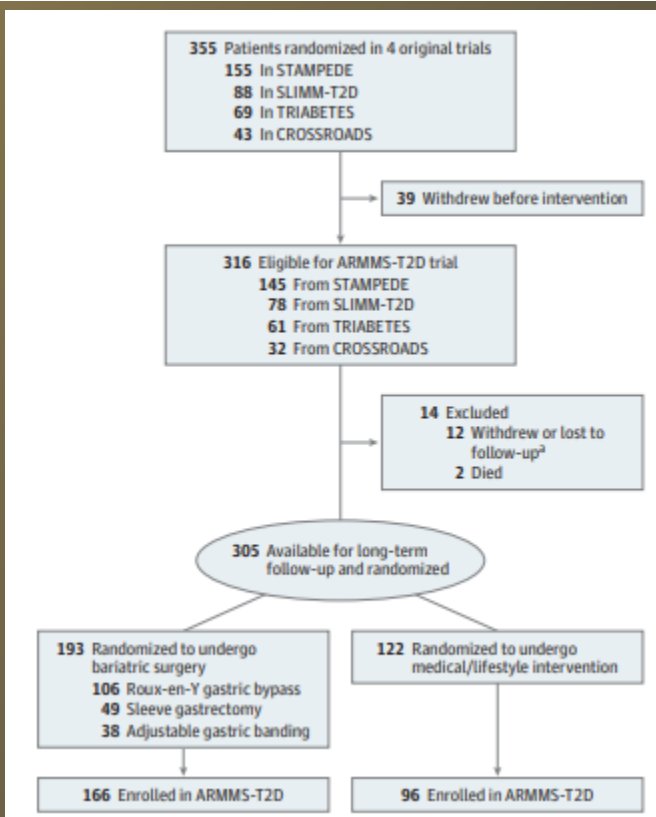 355 Patients randomized in 4 original trials
155 In STAMPEDE
88 In SLIMM-T2D
69 In TRIABETES
43 In CROSSROADS
39 Withdrew before intervention
316 Eligible for ARMMS-T2D trial
145 From STAMPEDE
78 From SLIMM-T2D
61 From TRIABETES
32 From CROSSROADS
14 Excluded
12 Withdrew or lost to
follow-upa
2 Died
305 Available for long-term
follow-up and randomized
193 Randomized to undergo
bariatric surgery
106 Roux-en-Y gastric bypass
49 Sleeve gastrectomy
38 Adjustable gastric banding
122 Randomized to undergo
medical/lifestyle intervention
166 Enrolled in ARMMS-T2D
96 Enrolled in ARMMS-T2D